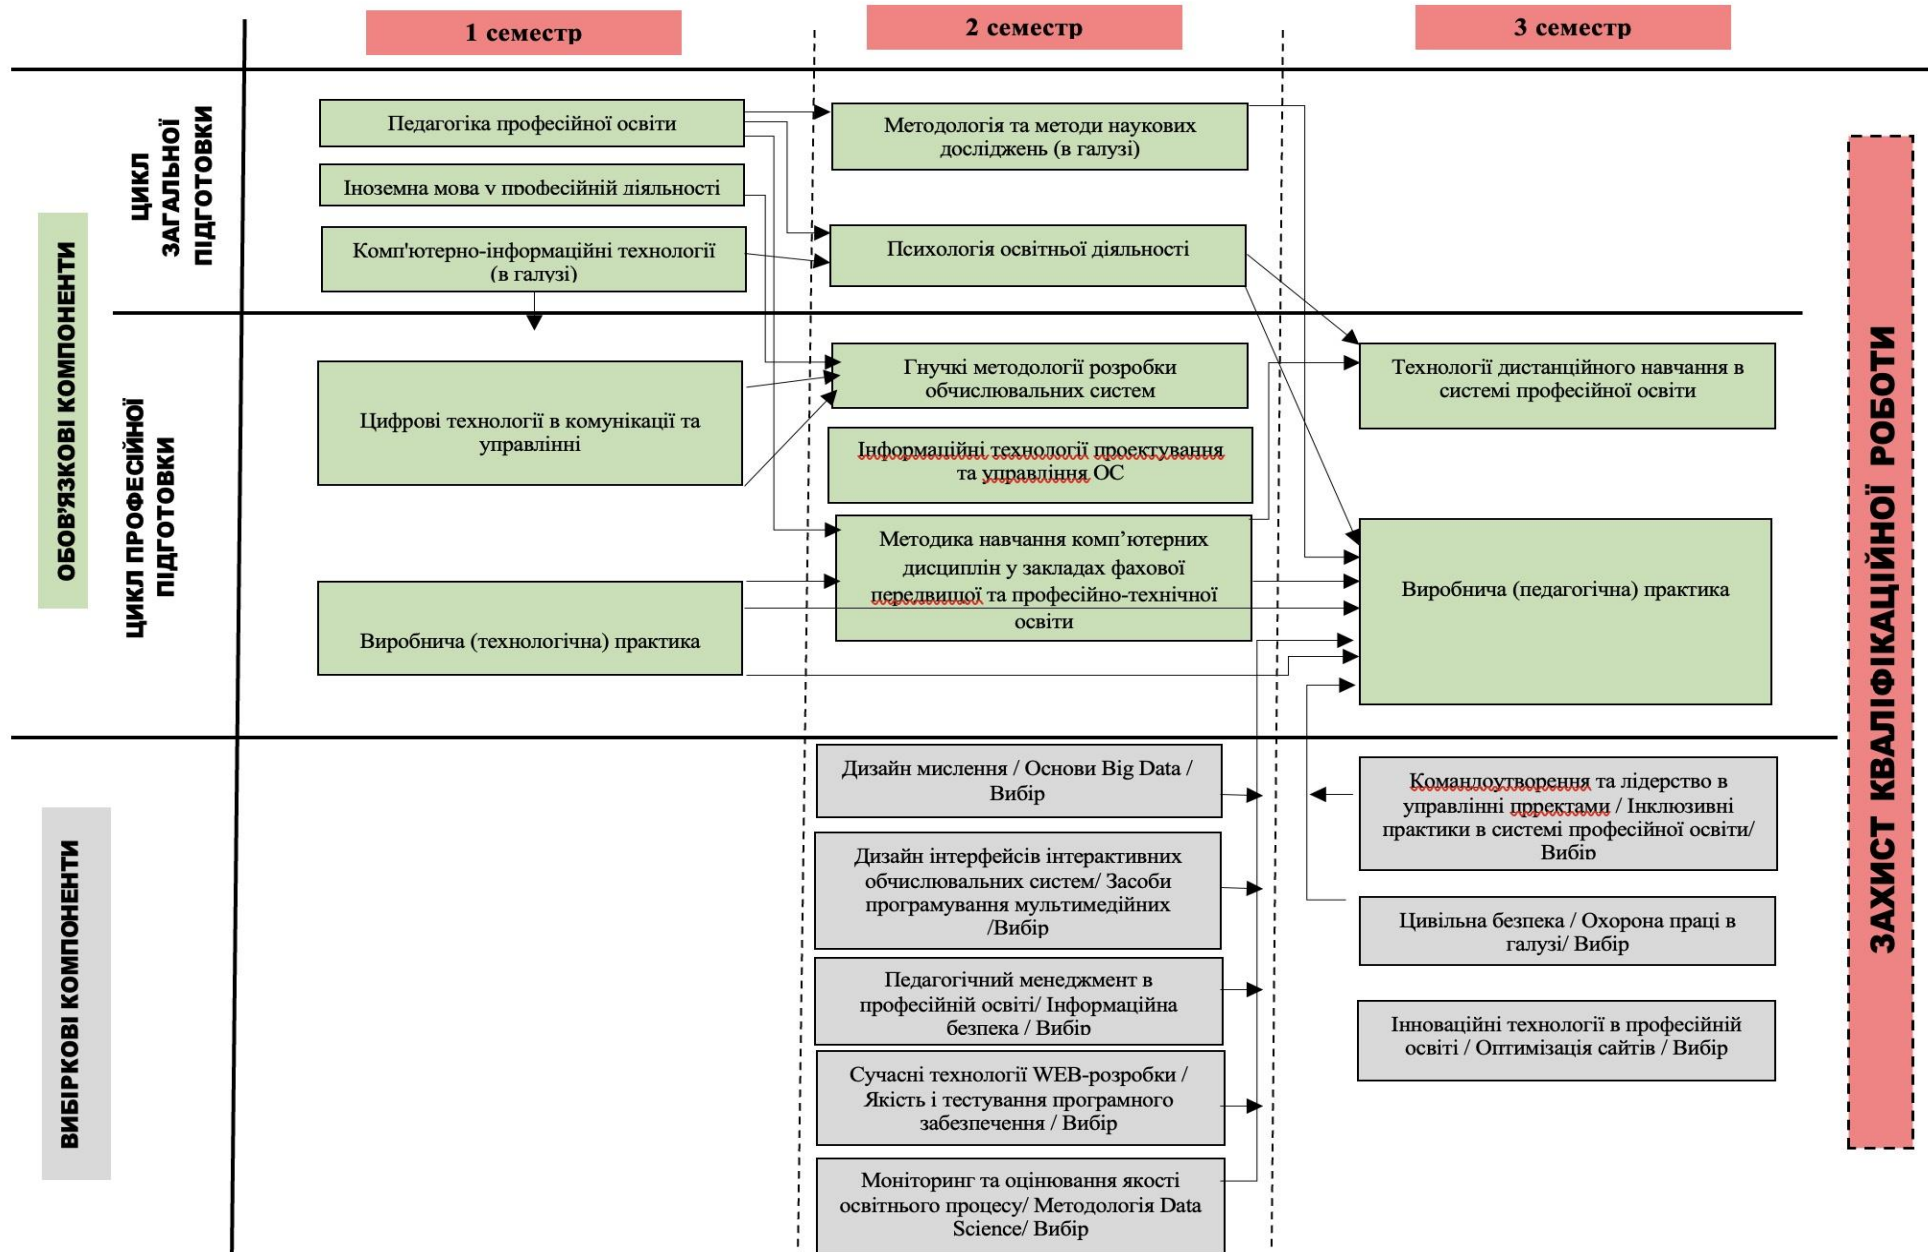 1 семестр
2 семестр
3 семестр
ЦИКЛ
ЗАГАЛЬНОЇ
ПІДГОТОВКИ
ОБОВ’ЯЗКОВІ КОМПОНЕНТИ
Педагогіка професійної освіти
Іноземна мова у професійній діяльності
Комп'ютерно-інформаційні технології
(в галузі)
Методологія та методи наукових
досліджень (в галузі)
Психологія освітньої діяльності
ЦИКЛ ПРОФЕСІЙНОЇ
ПІДГОТОВКИ
Цифрові технології в комунікації та
управлінні
Виробнича (технологічна) практика
Гнучкі методології розробки
обчислювальних систем
Інформаційні технології проектування
та управління ОС
Методика навчання комп’ютерних
дисциплін у закладах фахової
передвищої та професійно-технічної
освіти
Технології дистанційного навчання в
системі професійної освіти
Виробнича (педагогічна) практика
ВИБІРКОВІ КОМПОНЕНТИ
Дизайн мислення / Основи Big Data /
Вибір
Дизайн інтерфейсів інтерактивних
обчислювальних систем/ Засоби
програмування мультимедійних
/Вибір
Педагогічний менеджмент в
професійній освіті/ Інформаційна
безпека / Вибір
Сучасні технології WEB-розробки /
Якість і тестування програмного
забезпечення / Вибір
Моніторинг та оцінювання якості
освітнього процесу/ Методологія Data
Science/ Вибір
Командоутворення та лідерство в
управлінні прректами / Інклюзивні
практики в системі професійної освіти/
Вибір
Цивільна безпека / Охорона праці в
галузі/ Вибір
Інноваційні технології в професійній
освіті / Оптимізація сайтів / Вибір
ЗАХИСТ КВАЛІФІКАЦІЙНОЇ РОБОТИ